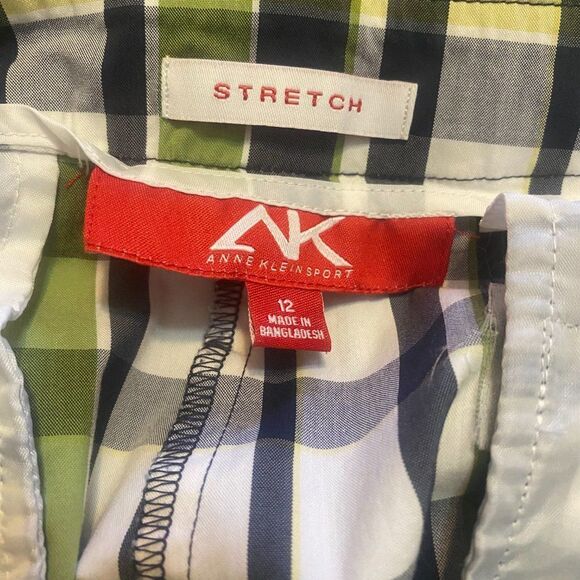 STRETCH
AK
ANNE KLEIN SPORT
12
MADE IN
BANGLADESH